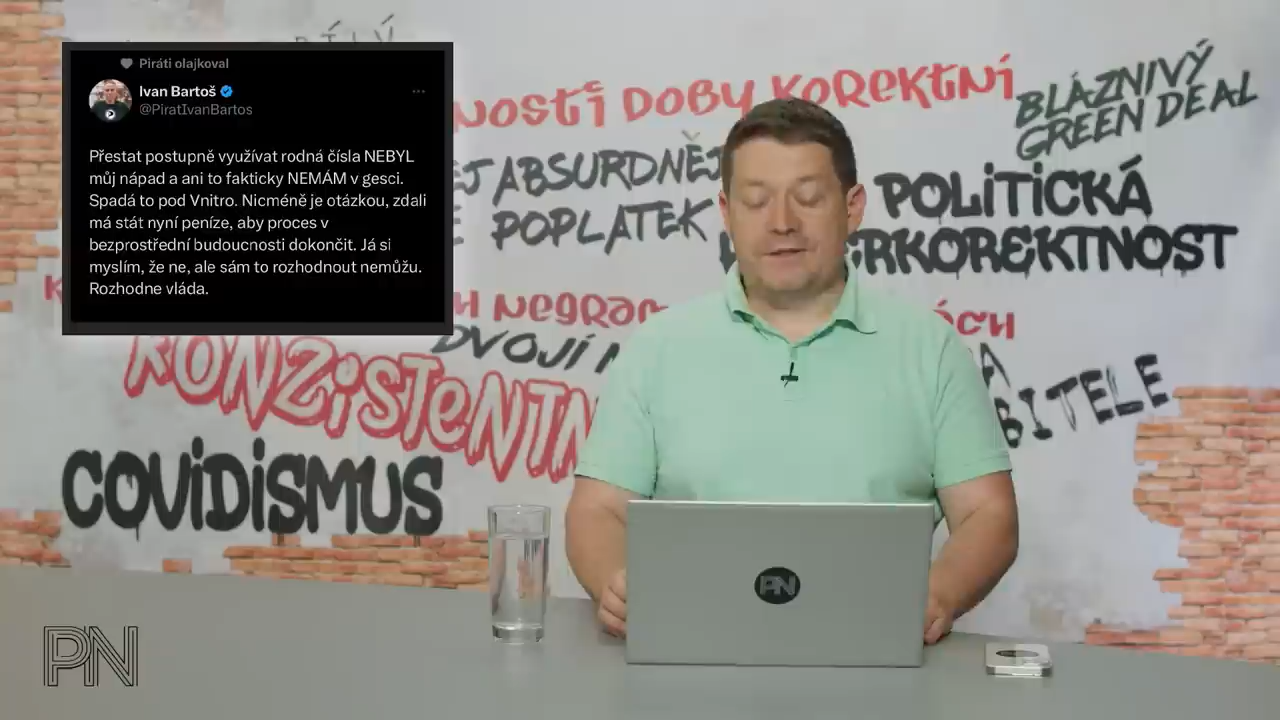 Piráti olajkoval
Ivan Bartoš
@PiratIvanBartos
Přestat postupně využívat rodná čísla NEBYL
můj nápad a ani to fakticky NEMÁM v gesci.
Spadá to pod Vnitro. Nicméně je otázkou, zdali
má stát nyní peníze, aby proces v
bezprostřední budoucnosti dokončit. Já si
myslím, že ne, ale sám to rozhodnout nemůžu.
Rozhodne vláda.
DOBY KOREKTNÍ
BLÁZNIVÝ
GREEN DEAL
POPLATEK
POLITICKÁ
COVIDISMUS
PN
PN